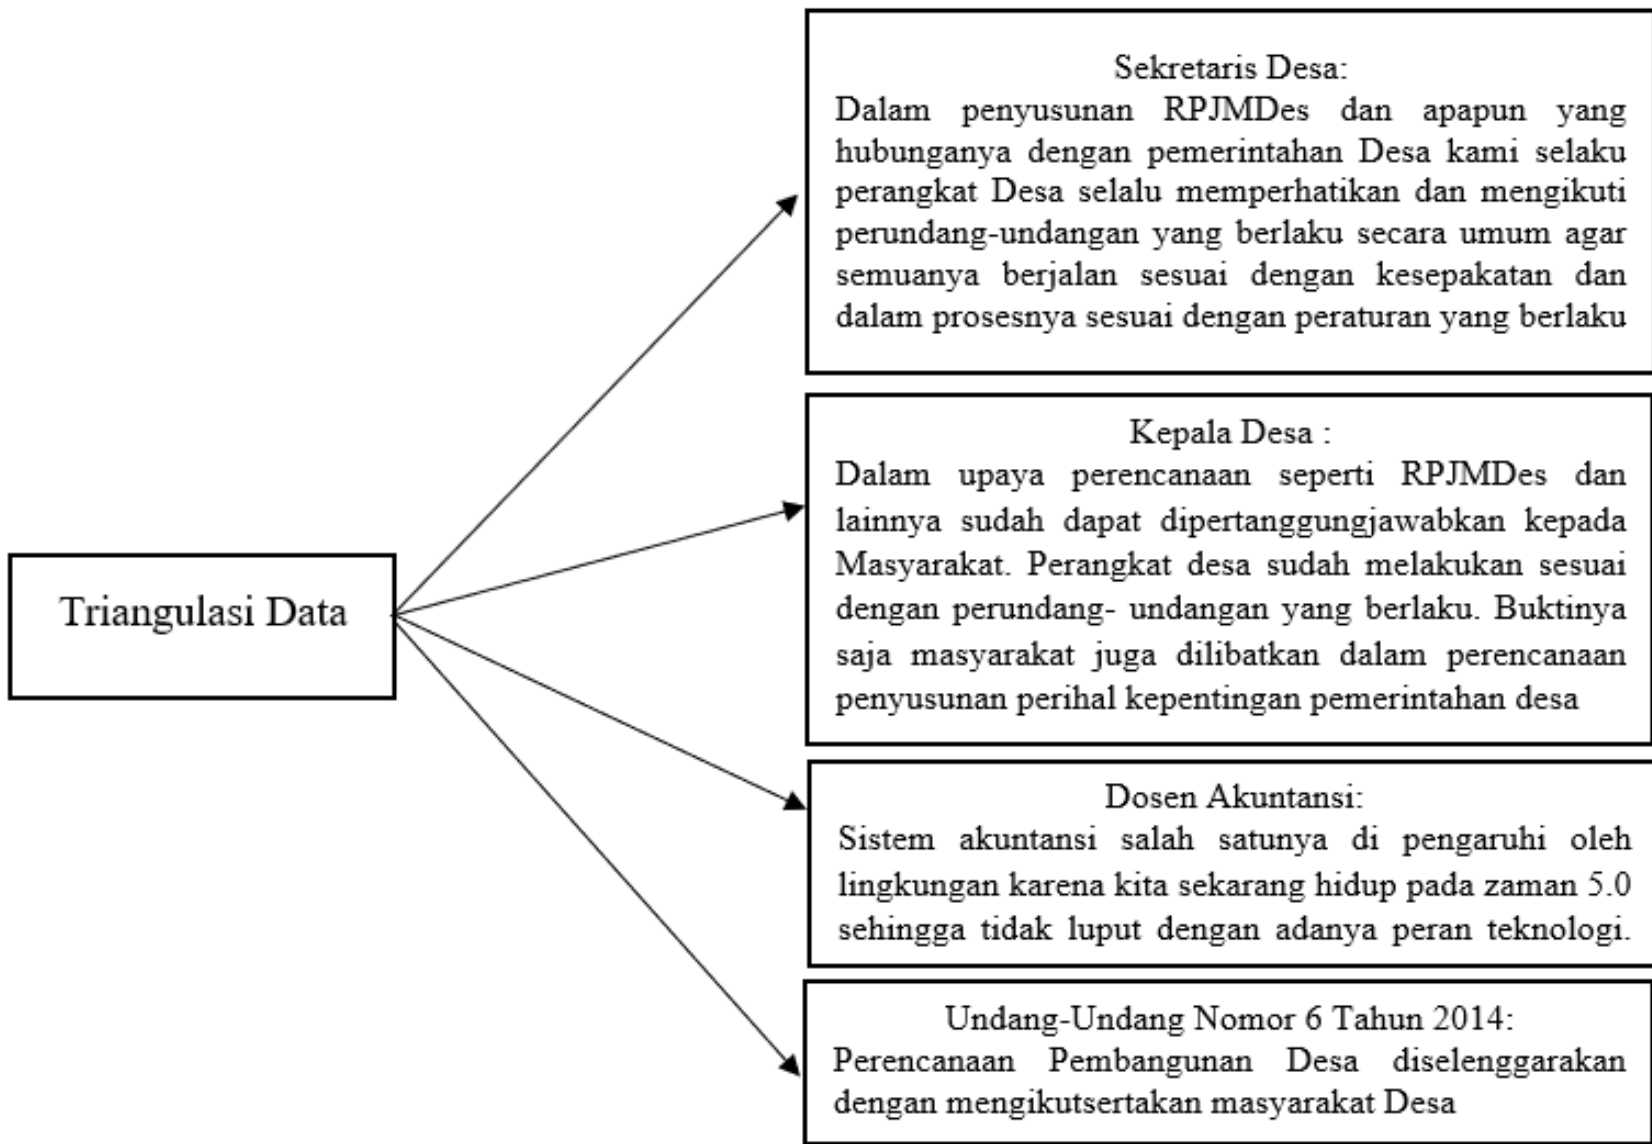 Triangulasi Data
Sekretaris Desa:
Dalam penyusunan RPJMDes dan apapun yang
hubunganya dengan pemerintahan Desa kami selaku
perangkat Desa selalu memperhatikan dan mengikuti
perundang-undangan yang berlaku secara umum agar
semuanya berjalan sesuai dengan kesepakatan dan
dalam prosesnya sesuai dengan peraturan yang berlaku
Kepala Desa :
Dalam upaya perencanaan seperti RPJMDes dan
lainnya sudah dapat dipertanggungjawabkan kepada
Masyarakat. Perangkat desa sudah melakukan sesuai
dengan perundang- undangan yang berlaku. Buktinya
saja masyarakat juga dilibatkan dalam perencanaan
penyusunan perihal kepentingan pemerintahan desa
Dosen Akuntansi:
Sistem akuntansi salah satunya di pengaruhi oleh
lingkungan karena kita sekarang hidup pada zaman 5.0
sehingga tidak luput dengan adanya peran teknologi.
Undang-Undang Nomor 6 Tahun 2014:
Perencanaan Pembangunan Desa diselenggarakan
dengan mengikutsertakan masyarakat Desa